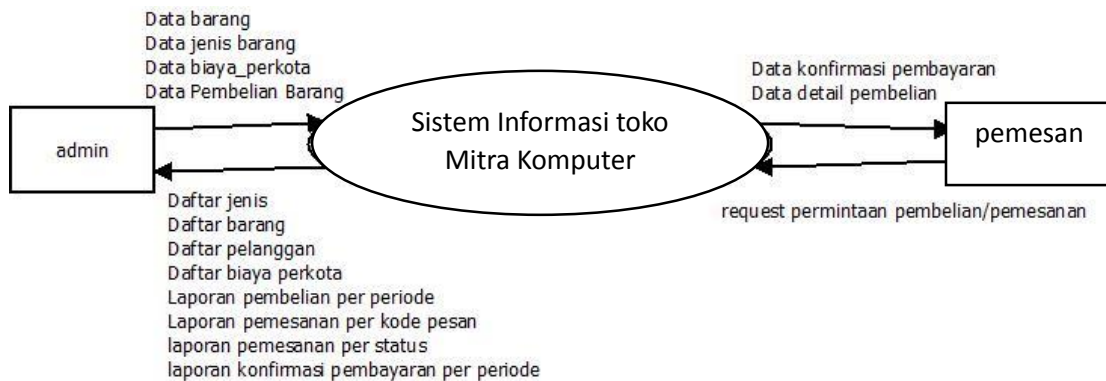 Data barang
Data jenis barang
Data biaya_perkota
Data Pembelian Barang
admin
Daftar jenis
Daftar barang
Daftar pelanggan
Daftar biaya perkota
Laporan pembelian per periode
Laporan pemesanan per kode pesan
laporan pemesanan per status
laporan konfirmasi pembayaran per periode
Sistem Informasi toko
Mitra Komputer
Data konfirmasi pembayaran
Data detail pembelian
pemesan
request permintaan pembelian/pemesanan